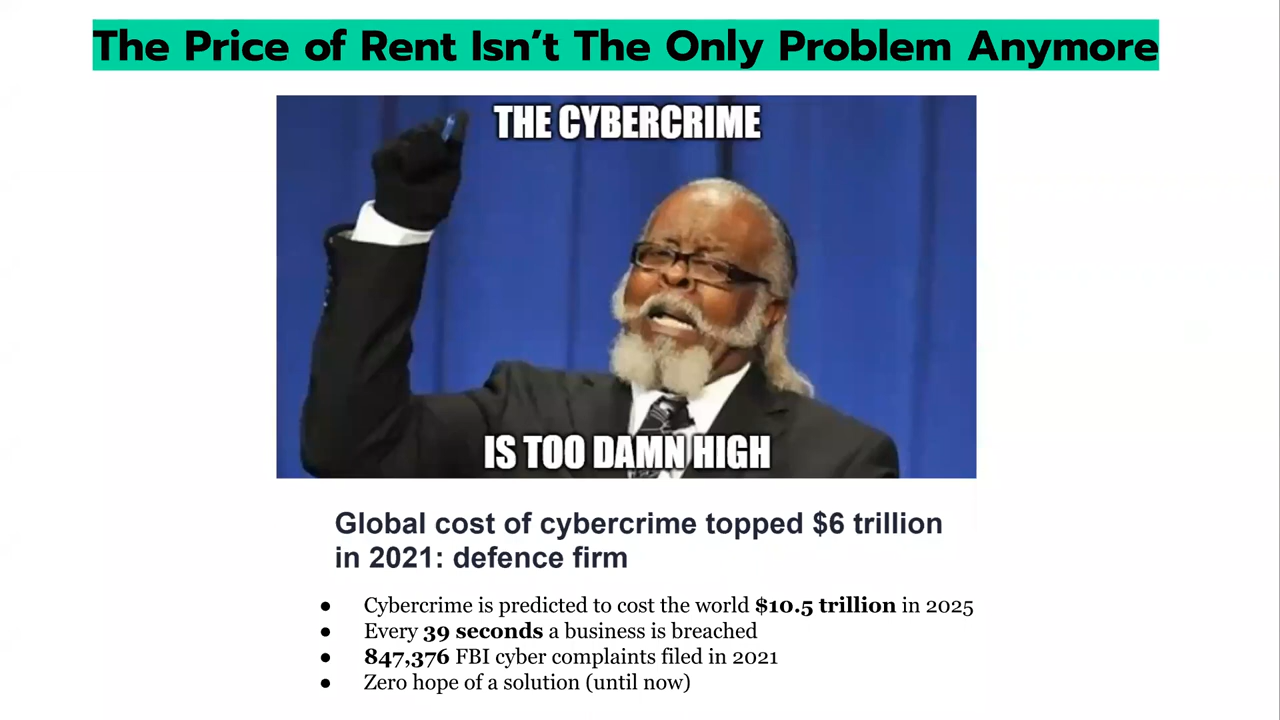 The Price of Rent Isn’t The Only Problem Anymore
THE CYBERCRIME
IS TOO DAMN HIGH
Global cost of cybercrime topped $6 trillion
in 2021: defence firm
● Cybercrime is predicted to cost the world $10.5 trillion in 2025
● Every 39 seconds a business is breached
● 847,376 FBI cyber complaints filed in 2021
● Zero hope of a solution (until now)